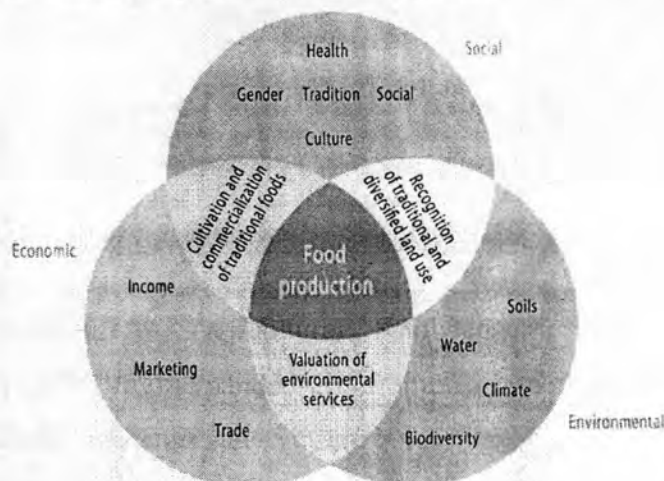 Health
Social
Gender Tradition Social
Culture
Cultivation and
commercialization
of traditional foods
Recognition
of traditional and
diversified land use
Economic
Food
production
Income
Soils
Water
Marketing
Valuation of
environmental
services
Climate
Trade
Biodiversity
Environmental